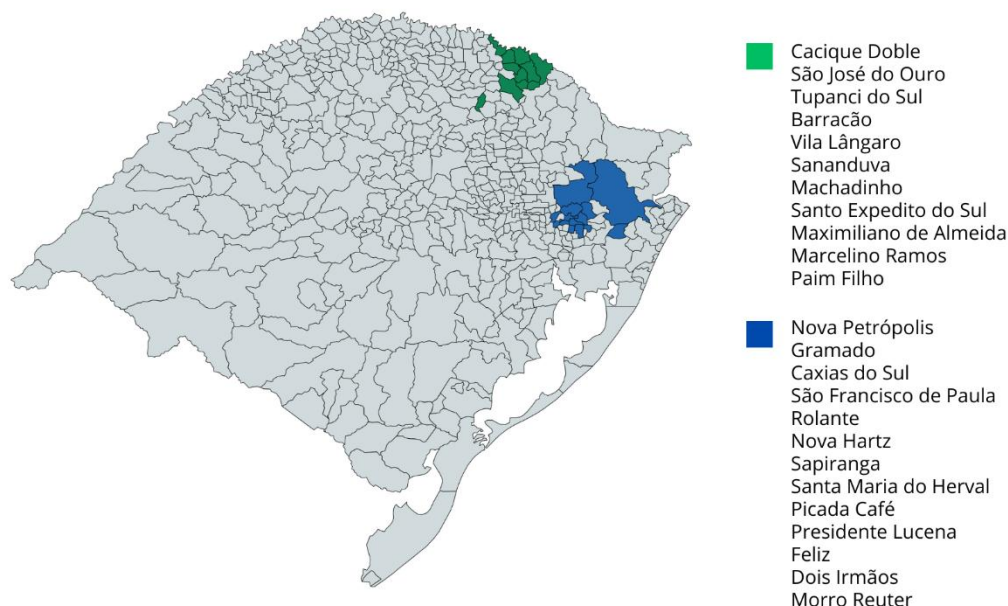 Cacique Doble
São José do Ouro
Tupanci do Sul
Barracão
Vila Lângaro
Sananduva
Machadinho
Santo Expedito do Sul
Maximiliano de Almeida
Marcelino Ramos
Paim Filho
Nova Petrópolis
Gramado
Caxias do Sul
São Francisco de Paula
Rolante
Nova Hartz
Sapiranga
Santa Maria do Herval
Picada Café
Presidente Lucena
Feliz
Dois Irmãos
Morro Reuter